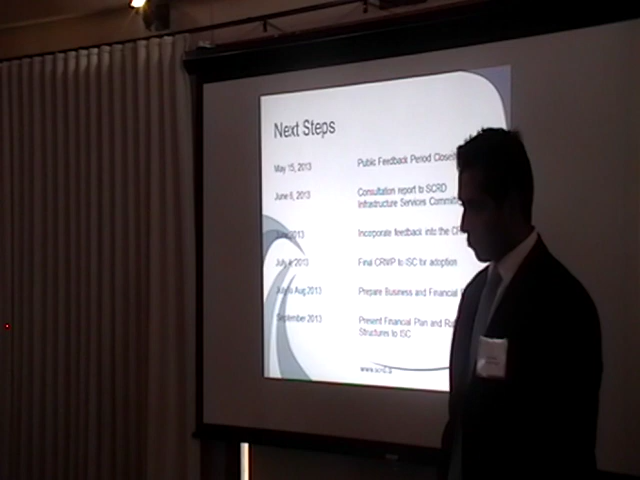 Next Steps
May 15, 2013 Public Feedback Period
June 6, 2013 Consultation report to SCRD
Infrastructure Services
2013 Incorporate feedback into the
July 2013 Final CRWP to ISC for adoption
Aug 2013 Prepare Business and Financial
September 2013 Present Financial Plan and
Structures to ISC